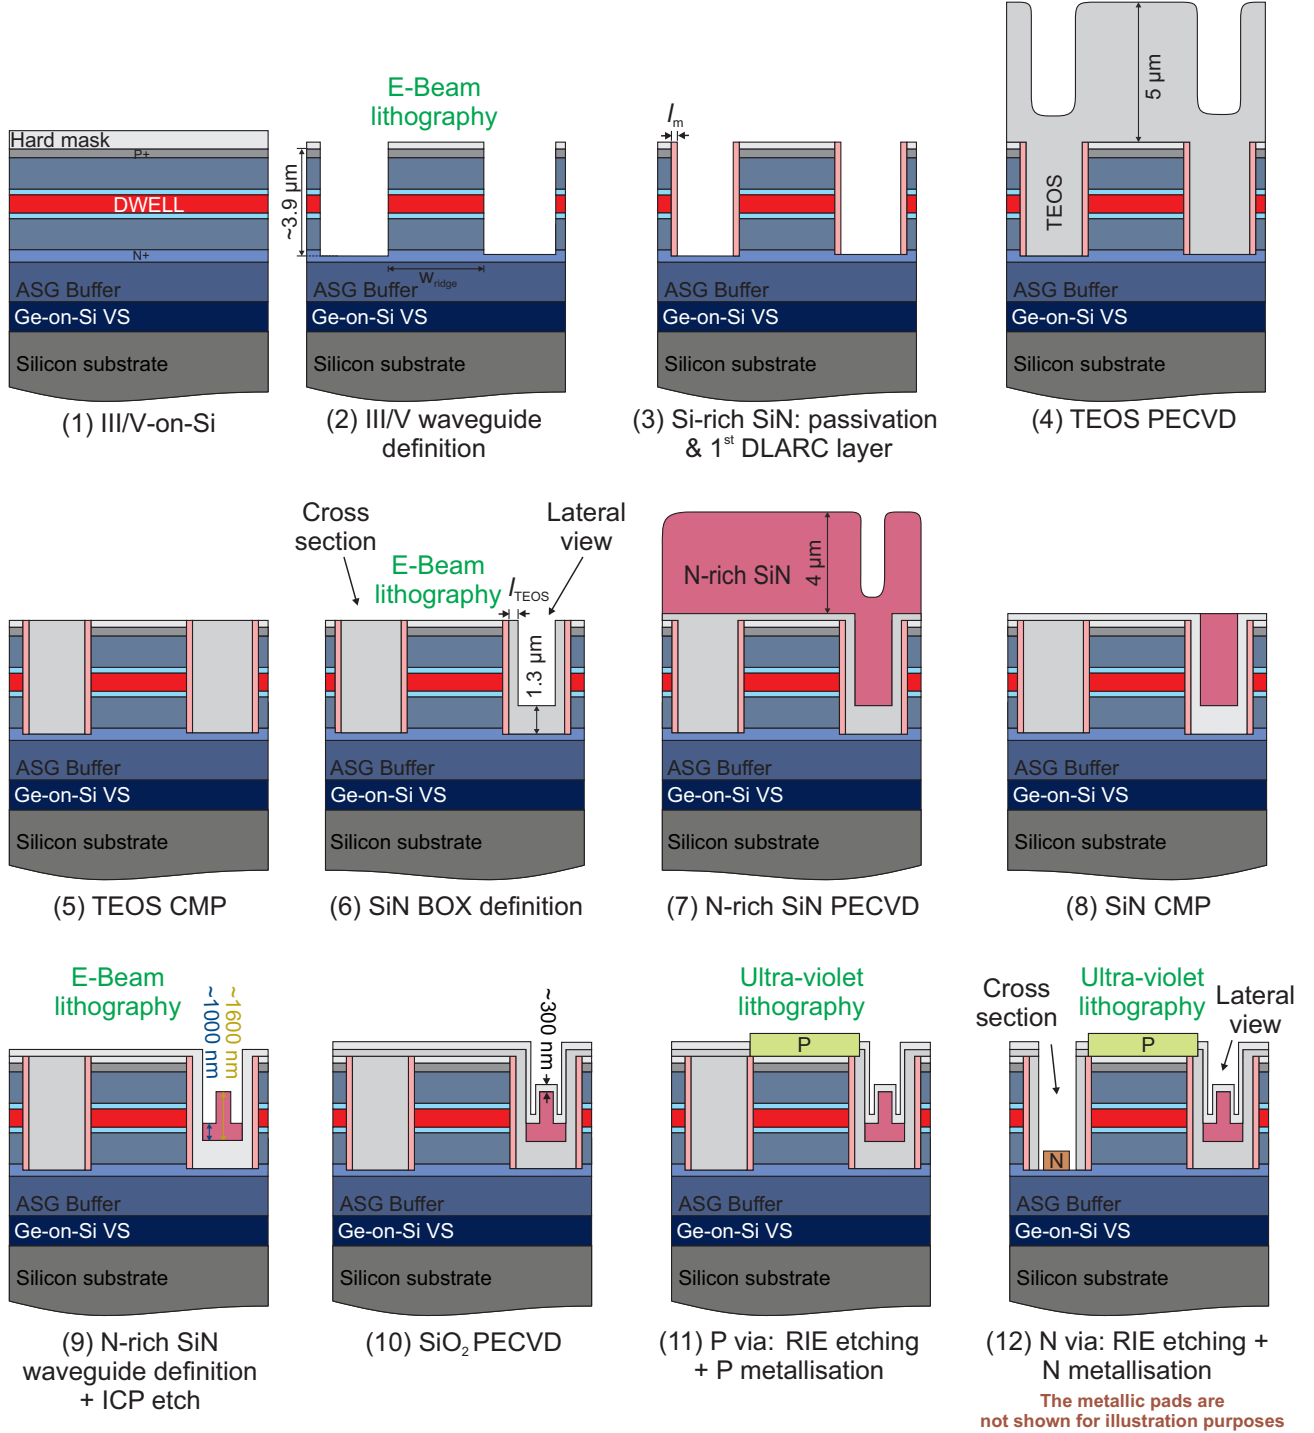 Hard mask
P+
DWELL
N+
ASG Buffer
Ge-on-Si VS
Silicon substrate
(1) III/V-on-Si
E-Beam
lithography
~3.9 μm
wridge
ASG Buffer
Ge-on-Si VS
Silicon substrate
(2) III/V waveguide
definition
lm
ASG Buffer
Ge-on-Si VS
Silicon substrate
(3) Si-rich SiN: passivation
& 1st DLARC layer
5 μm
TEOS
ASG Buffer
Ge-on-Si VS
Silicon substrate
(4) TEOS PECVD
ASG Buffer
Ge-on-Si VS
Silicon substrate
(5) TEOS CMP
Cross
section
Lateral
view
E-Beam
lithography
lTEOS
1.3 μm
ASG Buffer
Ge-on-Si VS
Silicon substrate
(6) SiN BOX definition
N-rich SiN
4 μm
ASG Buffer
Ge-on-Si VS
Silicon substrate
(7) N-rich SiN PECVD
ASG Buffer
Ge-on-Si VS
Silicon substrate
(8) SiN CMP
E-Beam
lithography
~1000 nm
~1600 nm
ASG Buffer
Ge-on-Si VS
Silicon substrate
(9) N-rich SiN
waveguide definition
+ ICP etch
~300 nm
ASG Buffer
Ge-on-Si VS
Silicon substrate
(10) SiO2 PECVD
Ultra-violet
lithography
P
ASG Buffer
Ge-on-Si VS
Silicon substrate
(11) P via: RIE etching
+ P metallisation
Cross
section
Ultra-violet
lithography
Lateral
view
P
N
ASG Buffer
Ge-on-Si VS
Silicon substrate
(12) N via: RIE etching +
N metallisation
The metallic pads are
not shown for illustration purposes